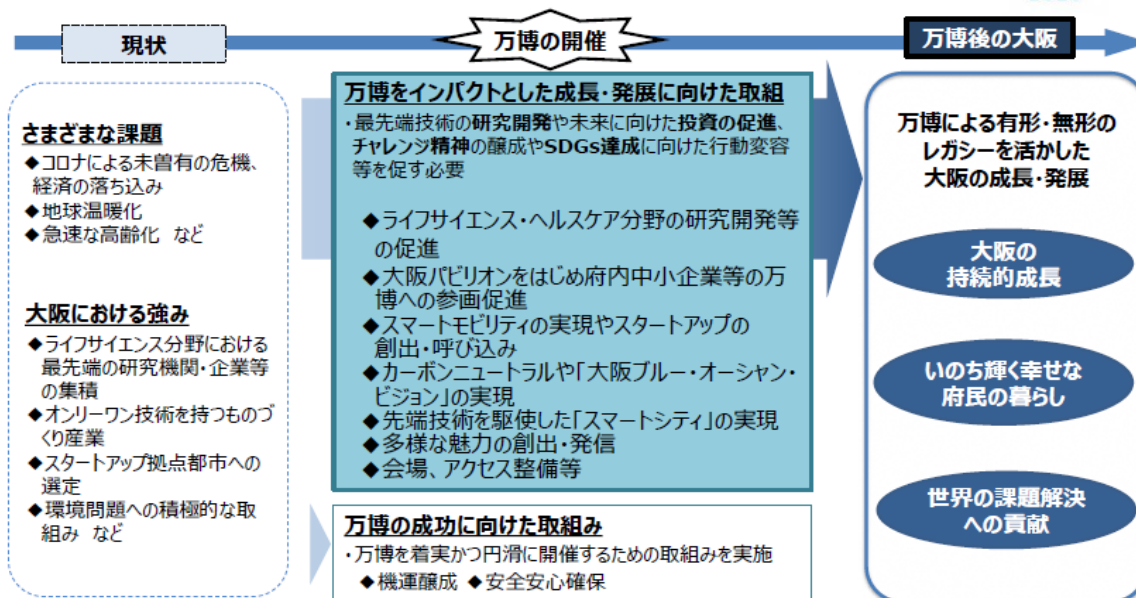 現状
万博の開催
万博後の大阪
さまざまな課題
◆コロナによる未曽有の危機、
経済の落ち込み
◆地球温暖化
◆急速な高齢化 など
大阪における強み
◆ライフサイエンス分野における
最先端の研究機関・企業等
の集積
◆オンリーワン技術を持つものづ
くり産業
◆スタートアップ拠点都市への
選定
◆環境問題への積極的な取
組み など
万博をインパクトとした成長・発展に向けた取組
・最先端技術の研究開発や未来に向けた投資の促進、
チャレンジ精神の醸成やSDGs達成に向けた行動変容
等を促す必要
◆ライフサイエンス・ヘルスケア分野の研究開発等
の促進
◆大阪パビリオンをはじめ府内中小企業等の万
博への参画促進
◆スマートモビリティの実現やスタートアップの
創出・呼び込み
◆カーボンニュートラルや「大阪ブルー・オーシャン・
ビジョン」の実現
◆先端技術を駆使した「スマートシティ」の実現
◆多様な魅力の創出・発信
◆会場、アクセス整備等
万博の成功に向けた取組み
・万博を着実かつ円滑に開催するための取組みを実施
◆機運醸成 ◆安全安心確保
万博による有形・無形の
レガシーを活かした
大阪の成長・発展
大阪の
持続的成長
いのち輝く幸せな
府民の暮らし
世界の課題解決
への貢献